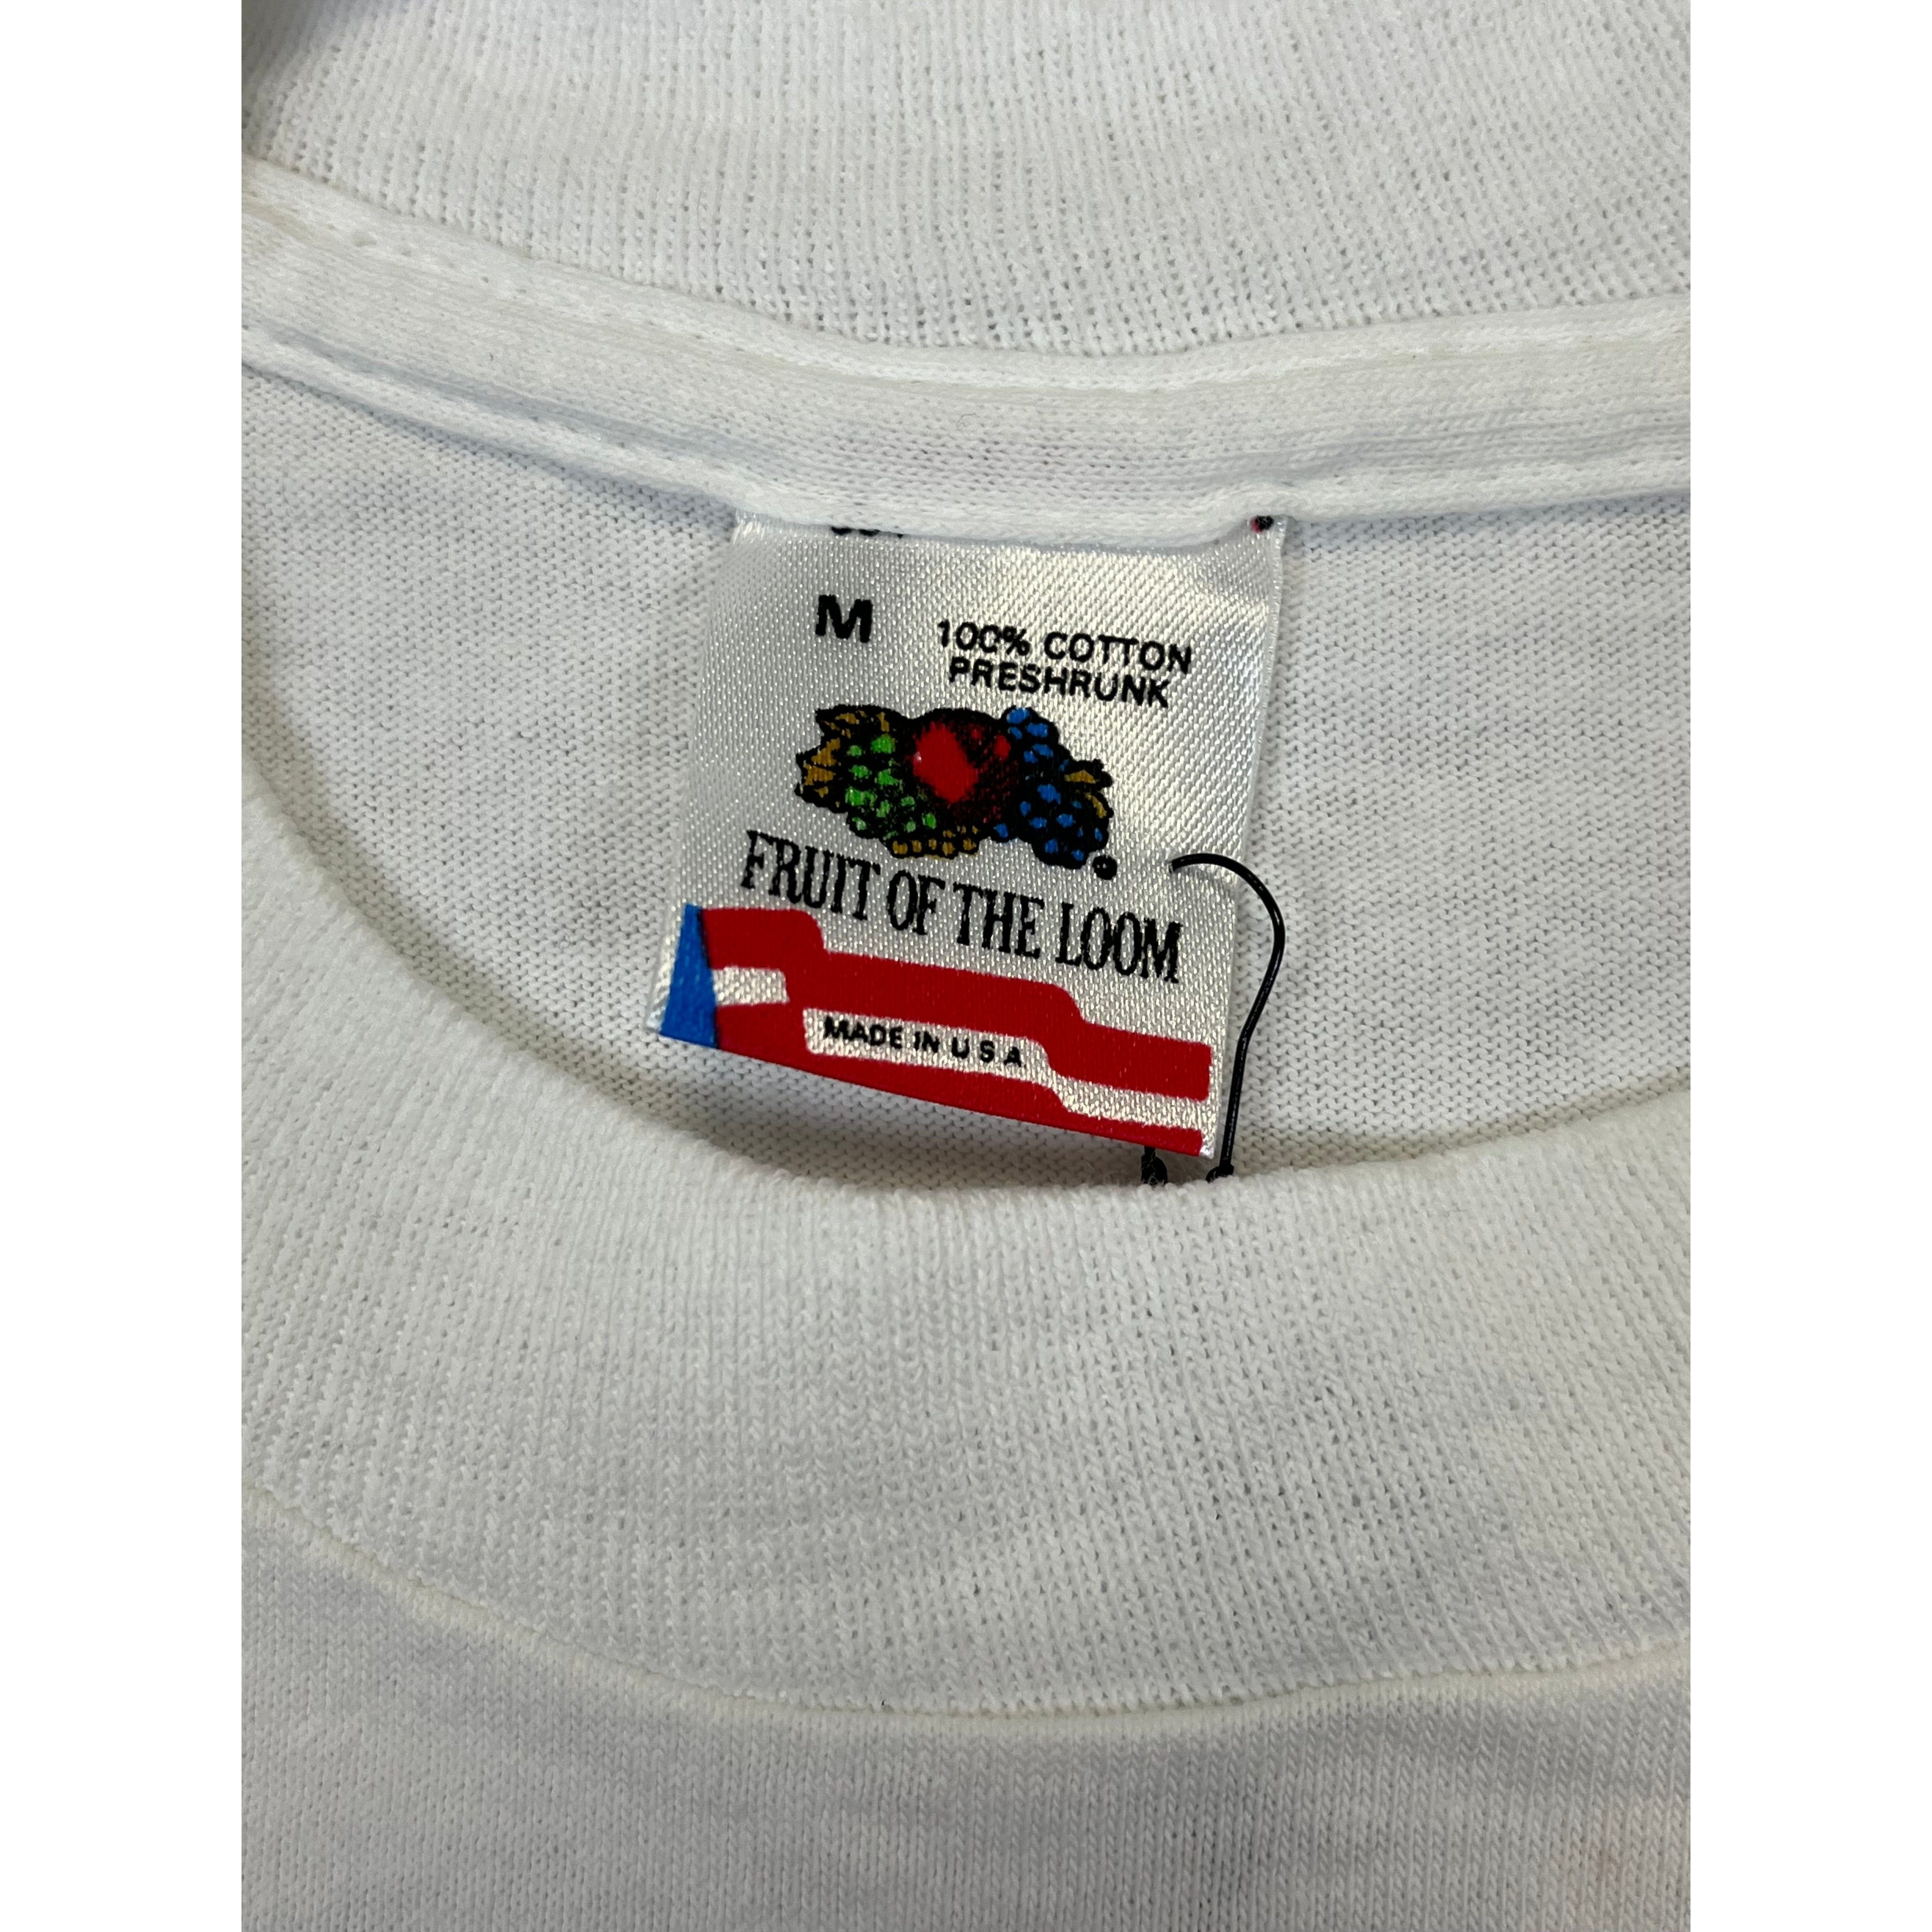 M
100% COTTON
PRESHRUNK
FRUIT OF THE LOOM
MADE IN U S A